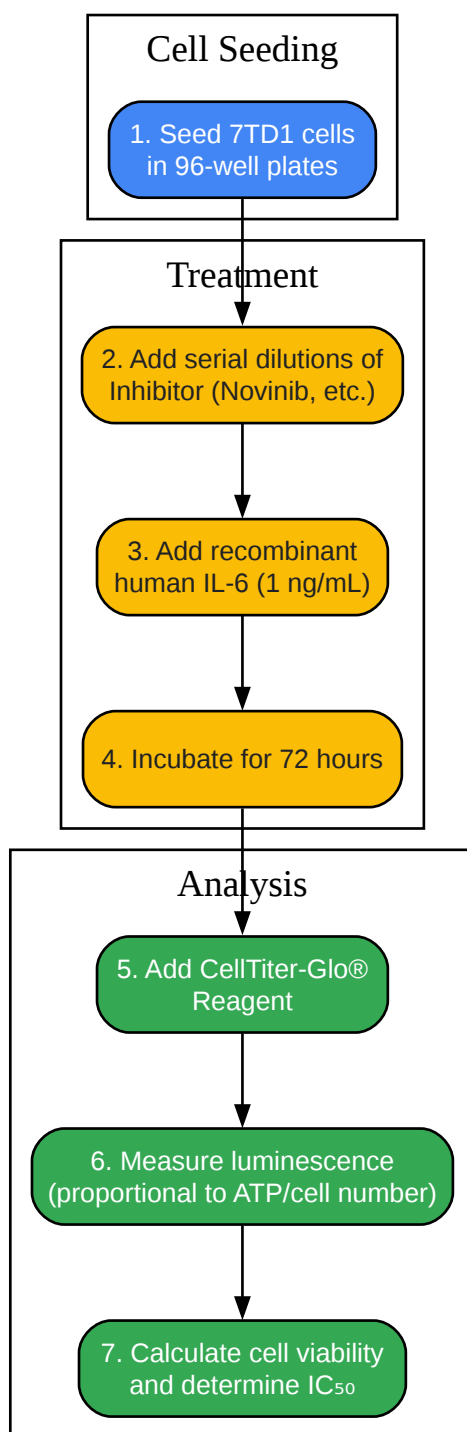 Cell Seeding
1. Seed 7TD1 cells
in 96-well plates
Treatment
2. Add serial dilutions of
Inhibitor (Novinib, etc.)
3. Add recombinant
human IL-6 (1 ng/mL)
4. Incubate for 72 hours
Analysis
5. Add CellTiter-Glo®
Reagent
6. Measure luminescence
(proportional to ATP/cell number)
7. Calculate cell viability
and determine IC₅₀